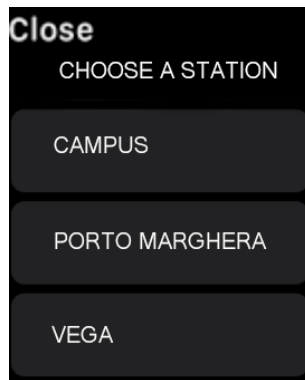 Close
CHOOSE A STATION
CAMPUS
PORTO MARGHERA
VEGA